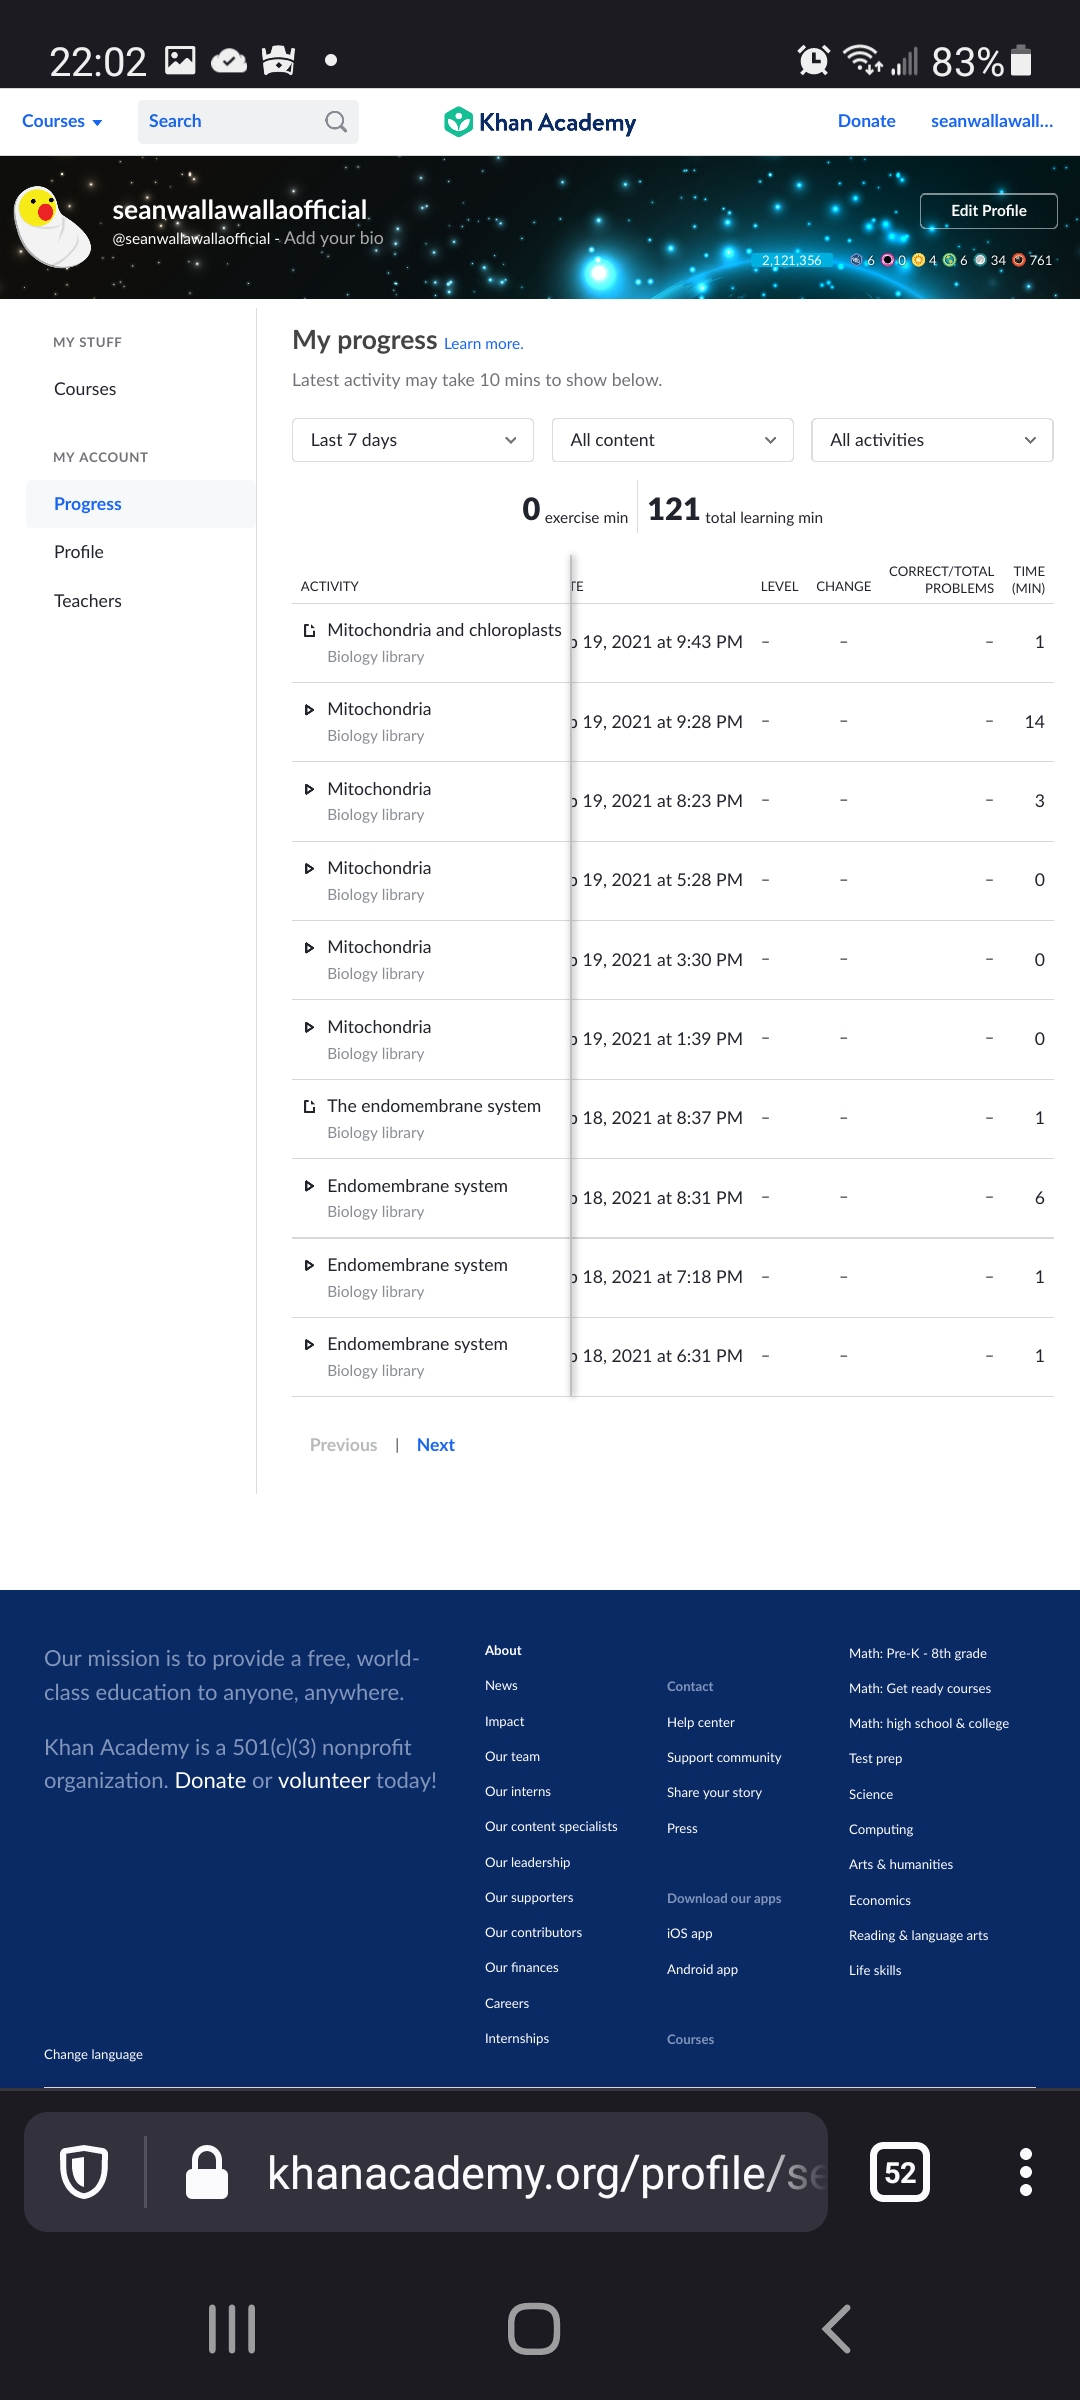 22:02
83%
Courses
Search
Khan Academy
Donate
seanwallawall...
seanwallawallaofficial
@seanwallawallaofficial - Add your bio
Edit Profile
2,121,356 6 0 4 6 34 761
MY STUFF
Courses
MY ACCOUNT
Progress
Profile
Teachers
My progress Learn more.
Latest activity may take 10 mins to show below.
Last 7 days
All content
All activities
0 exercise min
121 total learning min
ACTIVITY TE LEVEL CHANGE CORRECT/TOTAL PROBLEMS TIME (MIN)
Mitochondria and chloroplasts
Biology library
p 19, 2021 at 9:43 PM – – – 1
Mitochondria
Biology library
p 19, 2021 at 9:28 PM – – – 14
Mitochondria
Biology library
p 19, 2021 at 8:23 PM – – – 3
Mitochondria
Biology library
p 19, 2021 at 5:28 PM – – – 0
Mitochondria
Biology library
p 19, 2021 at 3:30 PM – – – 0
Mitochondria
Biology library
p 19, 2021 at 1:39 PM – – – 0
The endomembrane system
Biology library
p 18, 2021 at 8:37 PM – – – 1
Endomembrane system
Biology library
p 18, 2021 at 8:31 PM – – – 6
Endomembrane system
Biology library
p 18, 2021 at 7:18 PM – – – 1
Endomembrane system
Biology library
p 18, 2021 at 6:31 PM – – – 1
Previous | Next
Our mission is to provide a free, world-
class education to anyone, anywhere.
Khan Academy is a 501(c)(3) nonprofit
organization. Donate or volunteer today!
Change language
About
News
Impact
Our team
Our interns
Our content specialists
Our leadership
Our supporters
Our contributors
Our finances
Careers
Internships
Contact
Help center
Support community
Share your story
Press
Download our apps
iOS app
Android app
Courses
Math: Pre-K - 8th grade
Math: Get ready courses
Math: high school & college
Test prep
Science
Computing
Arts & humanities
Economics
Reading & language arts
Life skills
khanacademy.org/profile/se
52